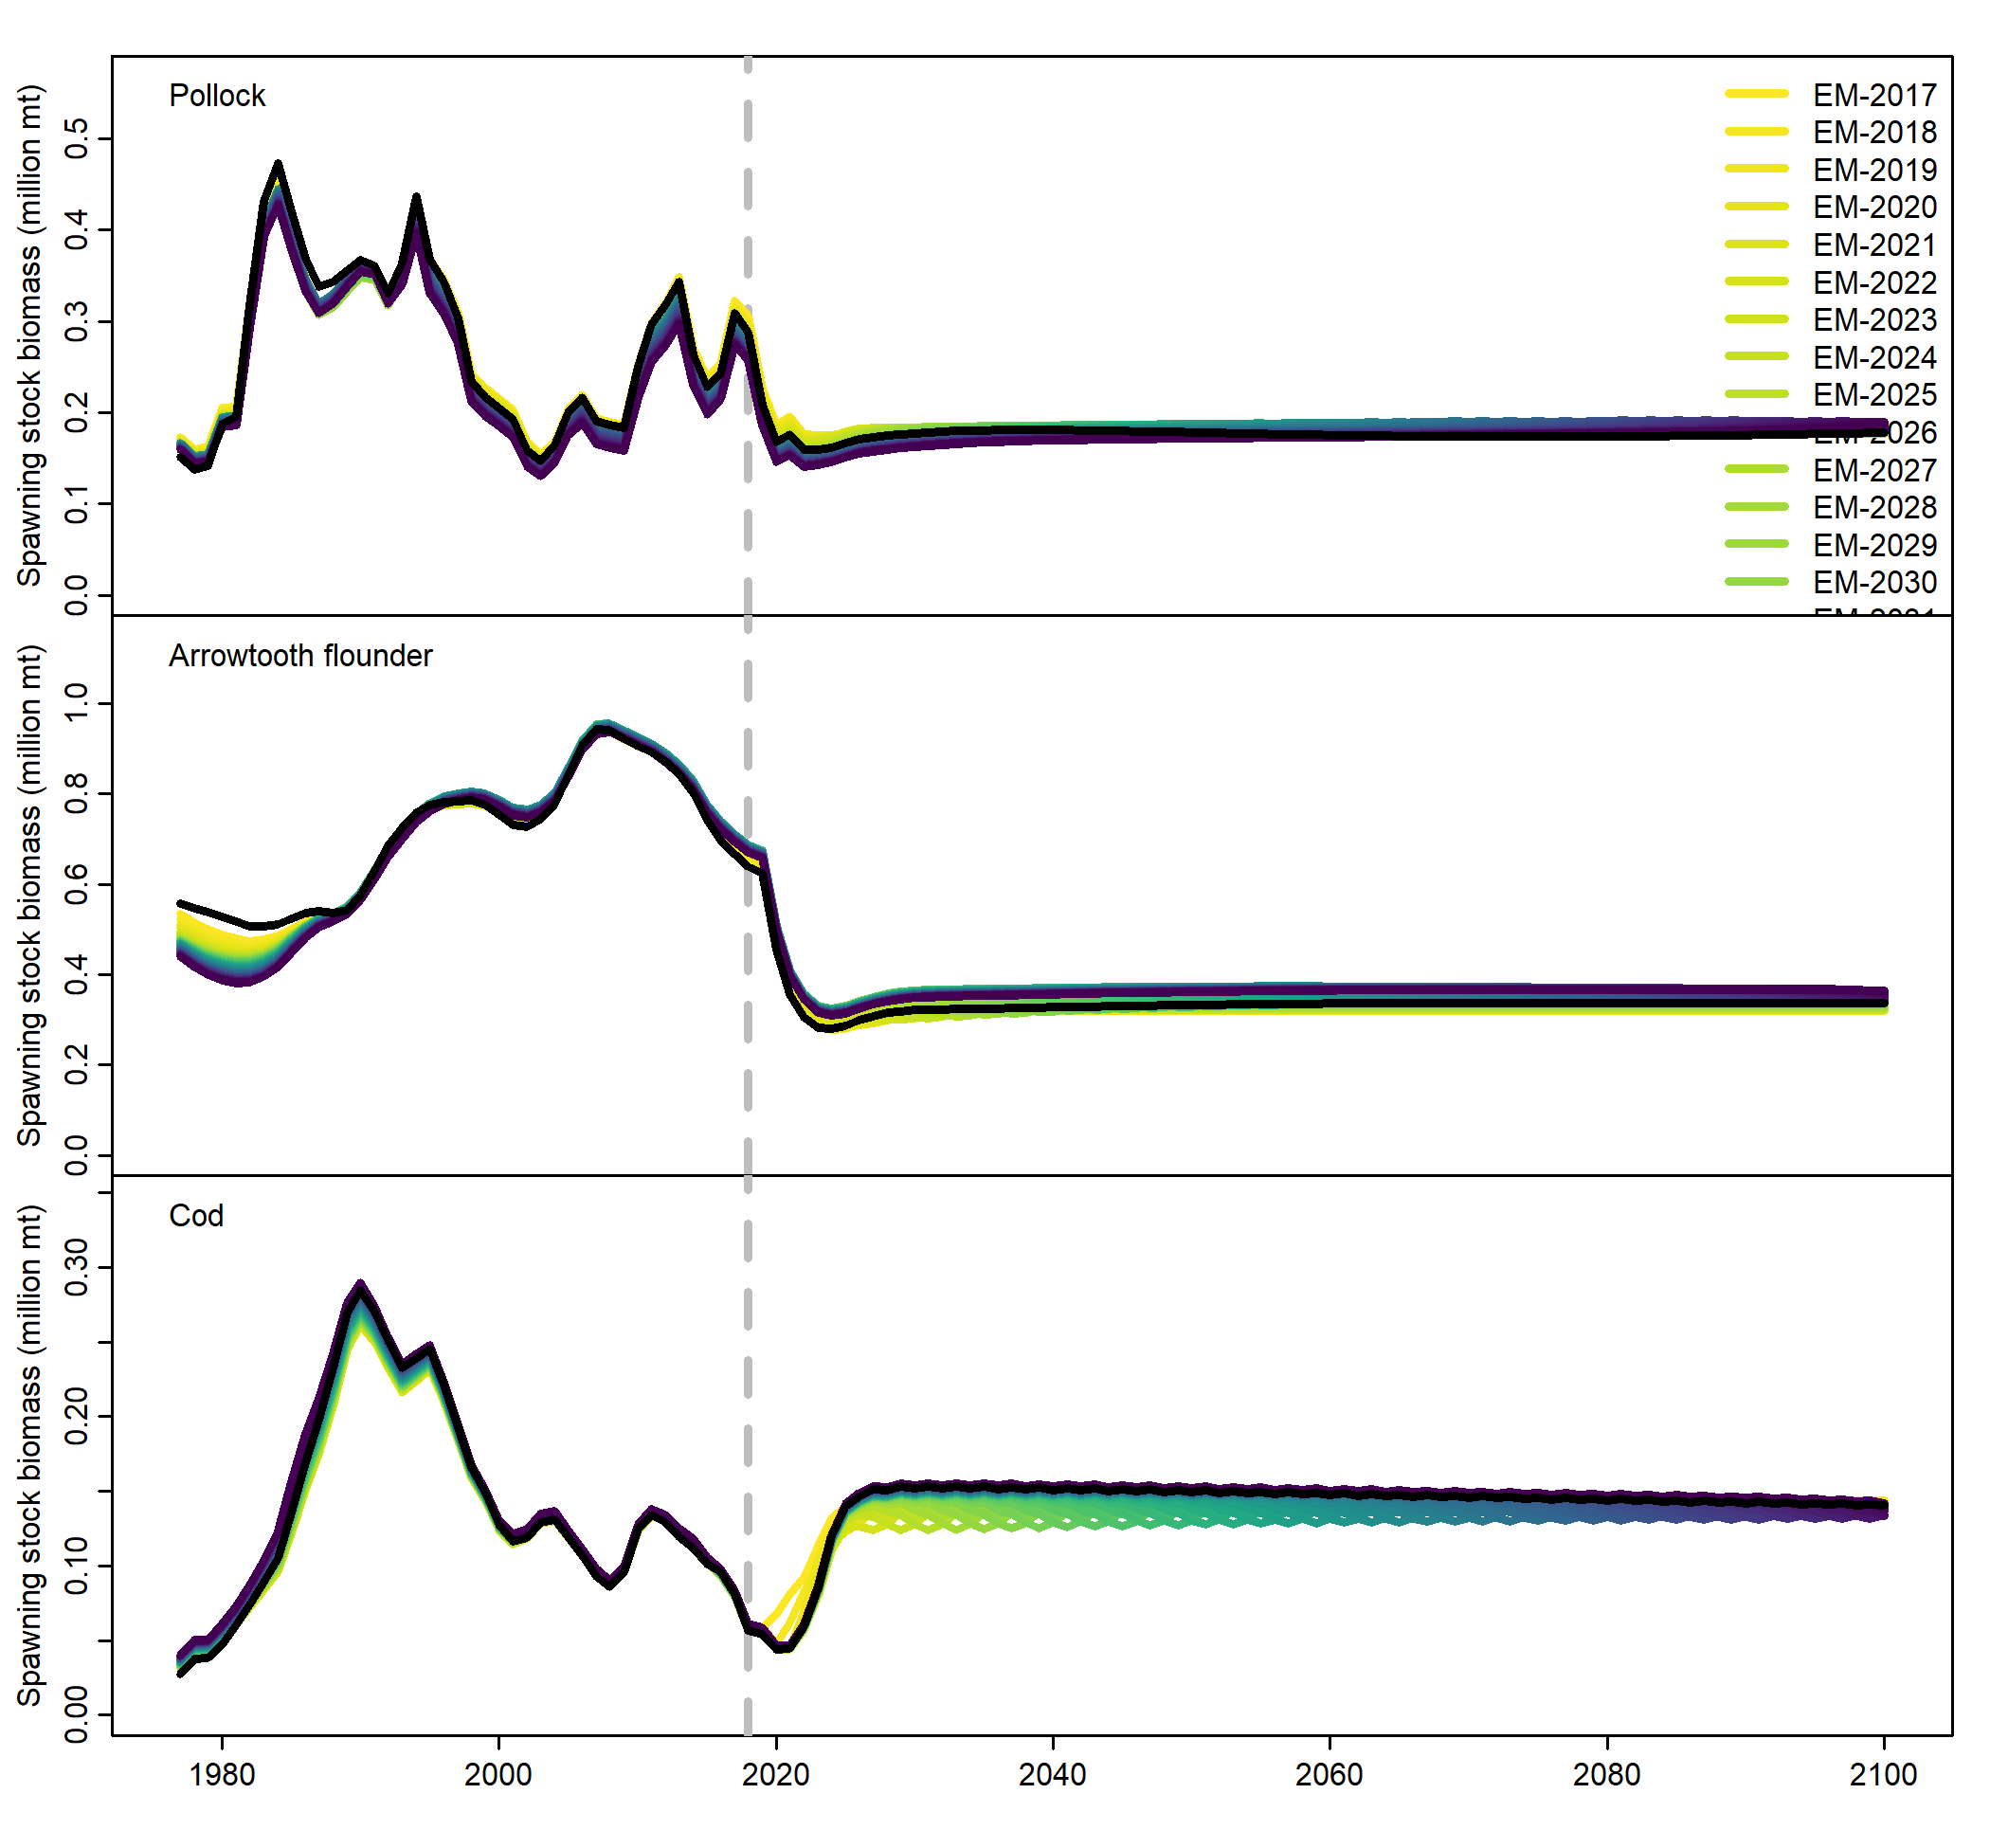 Pollock
Spawning stock biomass (million mt)
0.0
0.1
0.2
0.3
0.4
0.5
EM-2017
EM-2018
EM-2019
EM-2020
EM-2021
EM-2022
EM-2023
EM-2024
EM-2025
EM-2026
EM-2027
EM-2028
EM-2029
EM-2030
Arrowtooth flounder
Spawning stock biomass (million mt)
0.0
0.2
0.4
0.6
0.8
1.0
Cod
Spawning stock biomass (million mt)
0.00
0.10
0.20
0.30
1980
2000
2020
2040
2060
2080
2100